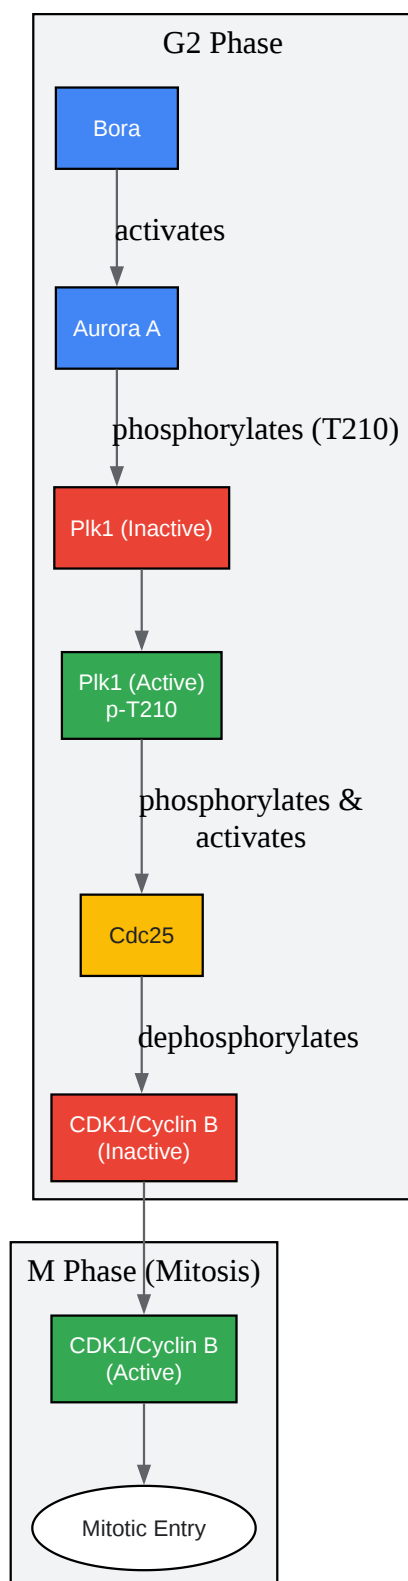 G2 Phase
Bora
activates
Aurora A
phosphorylates (T210)
Plk1 (Inactive)
Plk1 (Active)
p-T210
phosphorylates &
activates
Cdc25
dephosphorylates
CDK1/Cyclin B
(Inactive)
M Phase (Mitosis)
CDK1/Cyclin B
(Active)
Mitotic Entry